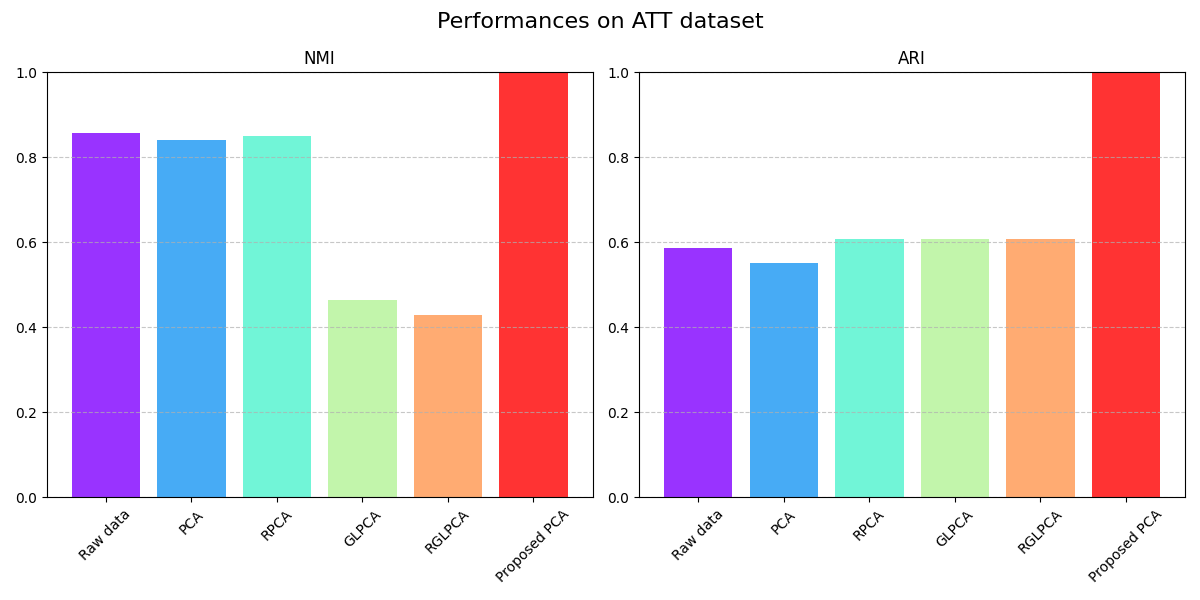 Performances on ATT dataset
NMI
1.0
0.8
0.6
0.4
0.2
0.0
Raw data
PCA
RPCA
GLPCA
RGLPCA
Proposed PCA
ARI
1.0
0.8
0.6
0.4
0.2
0.0
Raw data
PCA
RPCA
GLPCA
RGLPCA
Proposed PCA